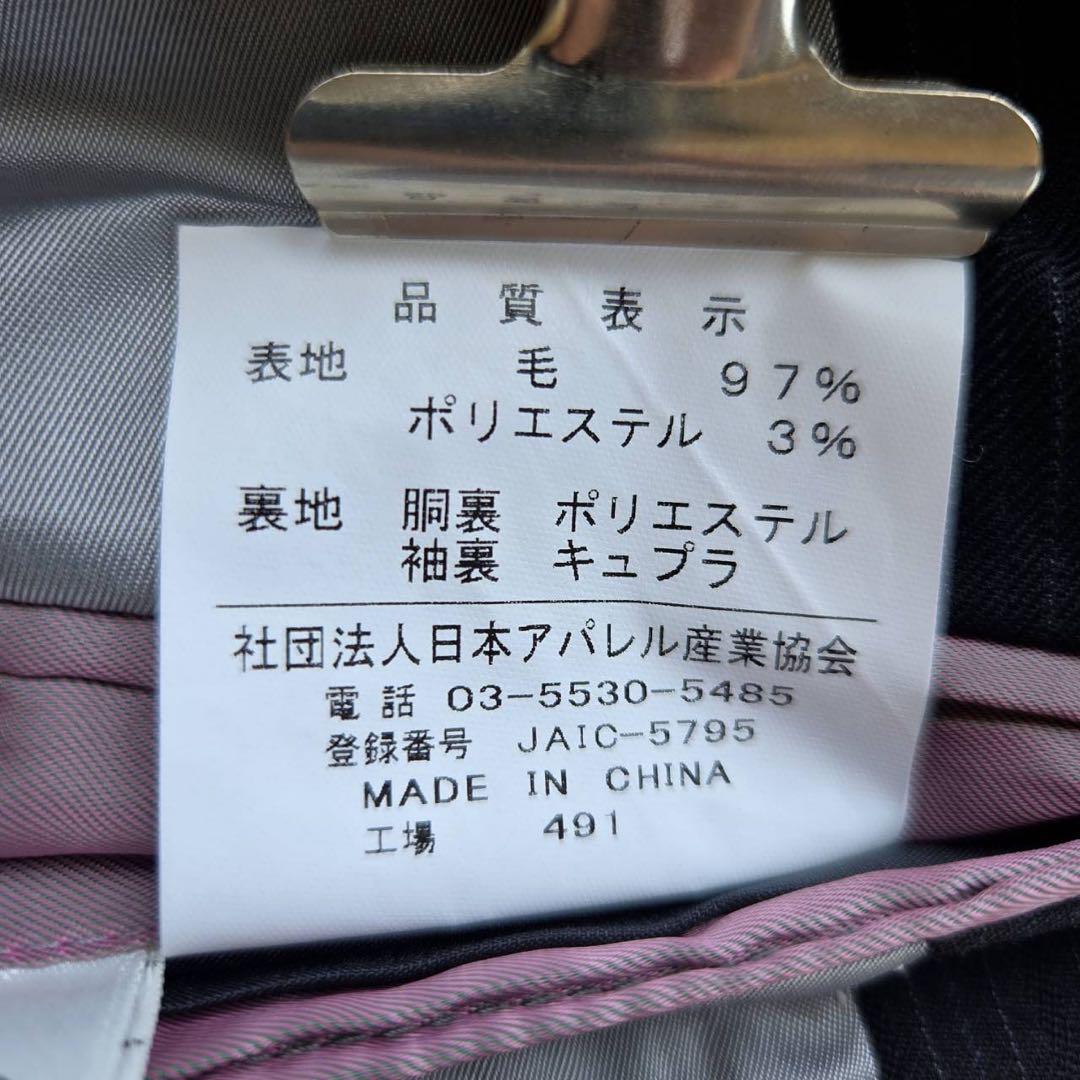 品質表示
表地 毛 97%
ポリエステル 3%
裏地 胴裏 ポリエステル
袖裏 キュプラ
社団法人日本アパレル産業協会
電話 03-5530-5485
登録番号 JAIC-5795
MADE IN CHINA
工場 491